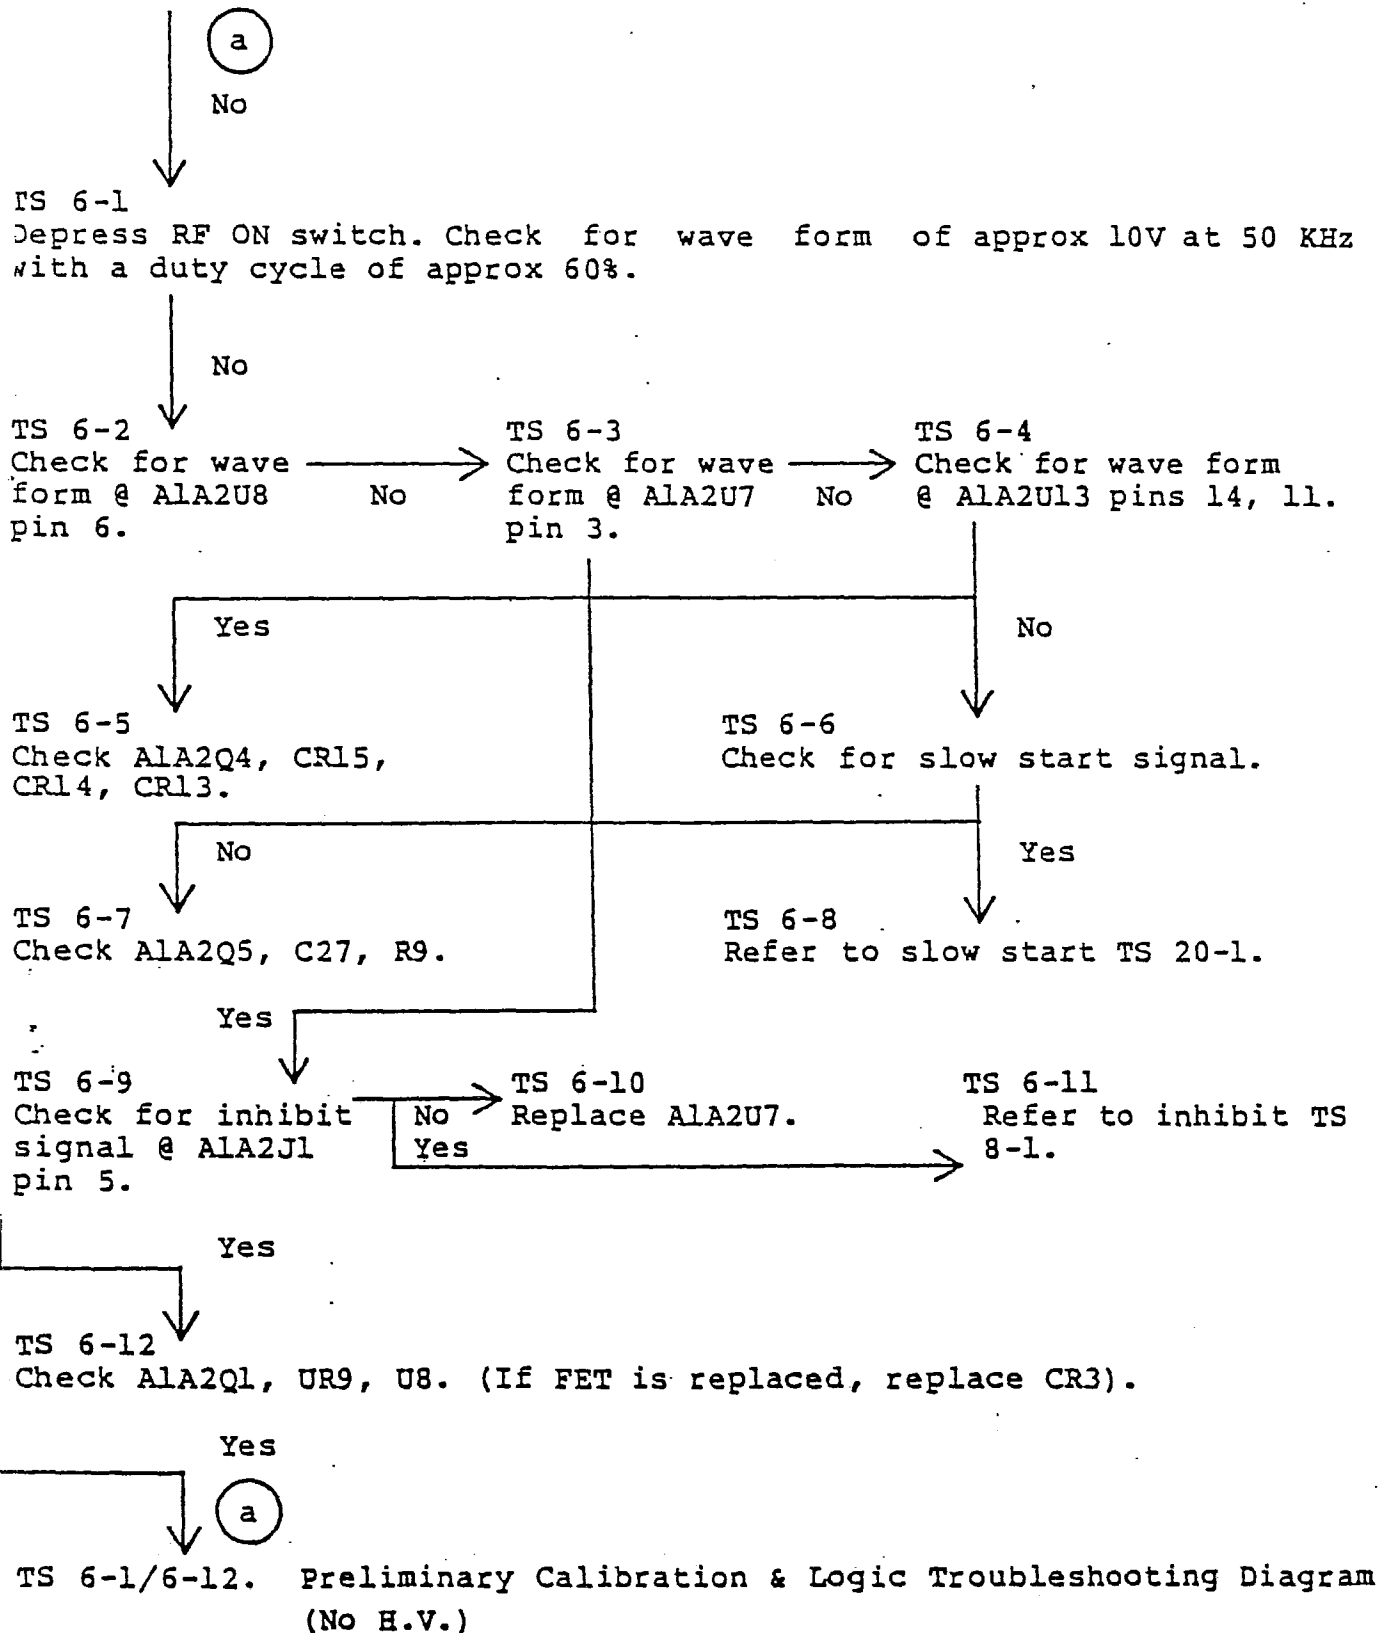 a
No
TS 6-1
Depress RF ON switch. Check for wave form of approx 10V at 50 KHz
with a duty cycle of approx 60%.
No
TS 6-2
Check for wave
form @ A1A2U8
pin 6.
No
TS 6-3
Check for wave
form @ A1A2U7
pin 3.
No
TS 6-4
Check for wave form
@ A1A2U13 pins 14, 11.
Yes
No
TS 6-5
Check A1A2Q4, CR15,
CR14, CR13.
TS 6-6
Check for slow start signal.
No
Yes
TS 6-7
Check A1A2Q5, C27, R9.
TS 6-8
Refer to slow start TS 20-1.
Yes
TS 6-9
Check for inhibit
signal @ A1A2J1
pin 5.
No
Yes
TS 6-10
Replace A1A2U7.
TS 6-11
Refer to inhibit TS
8-1.
Yes
TS 6-12
Check A1A2Q1, UR9, U8. (If FET is replaced, replace CR3).
Yes
a
TS 6-1/6-12. Preliminary Calibration & Logic Troubleshooting Diagram
(No H.V.)